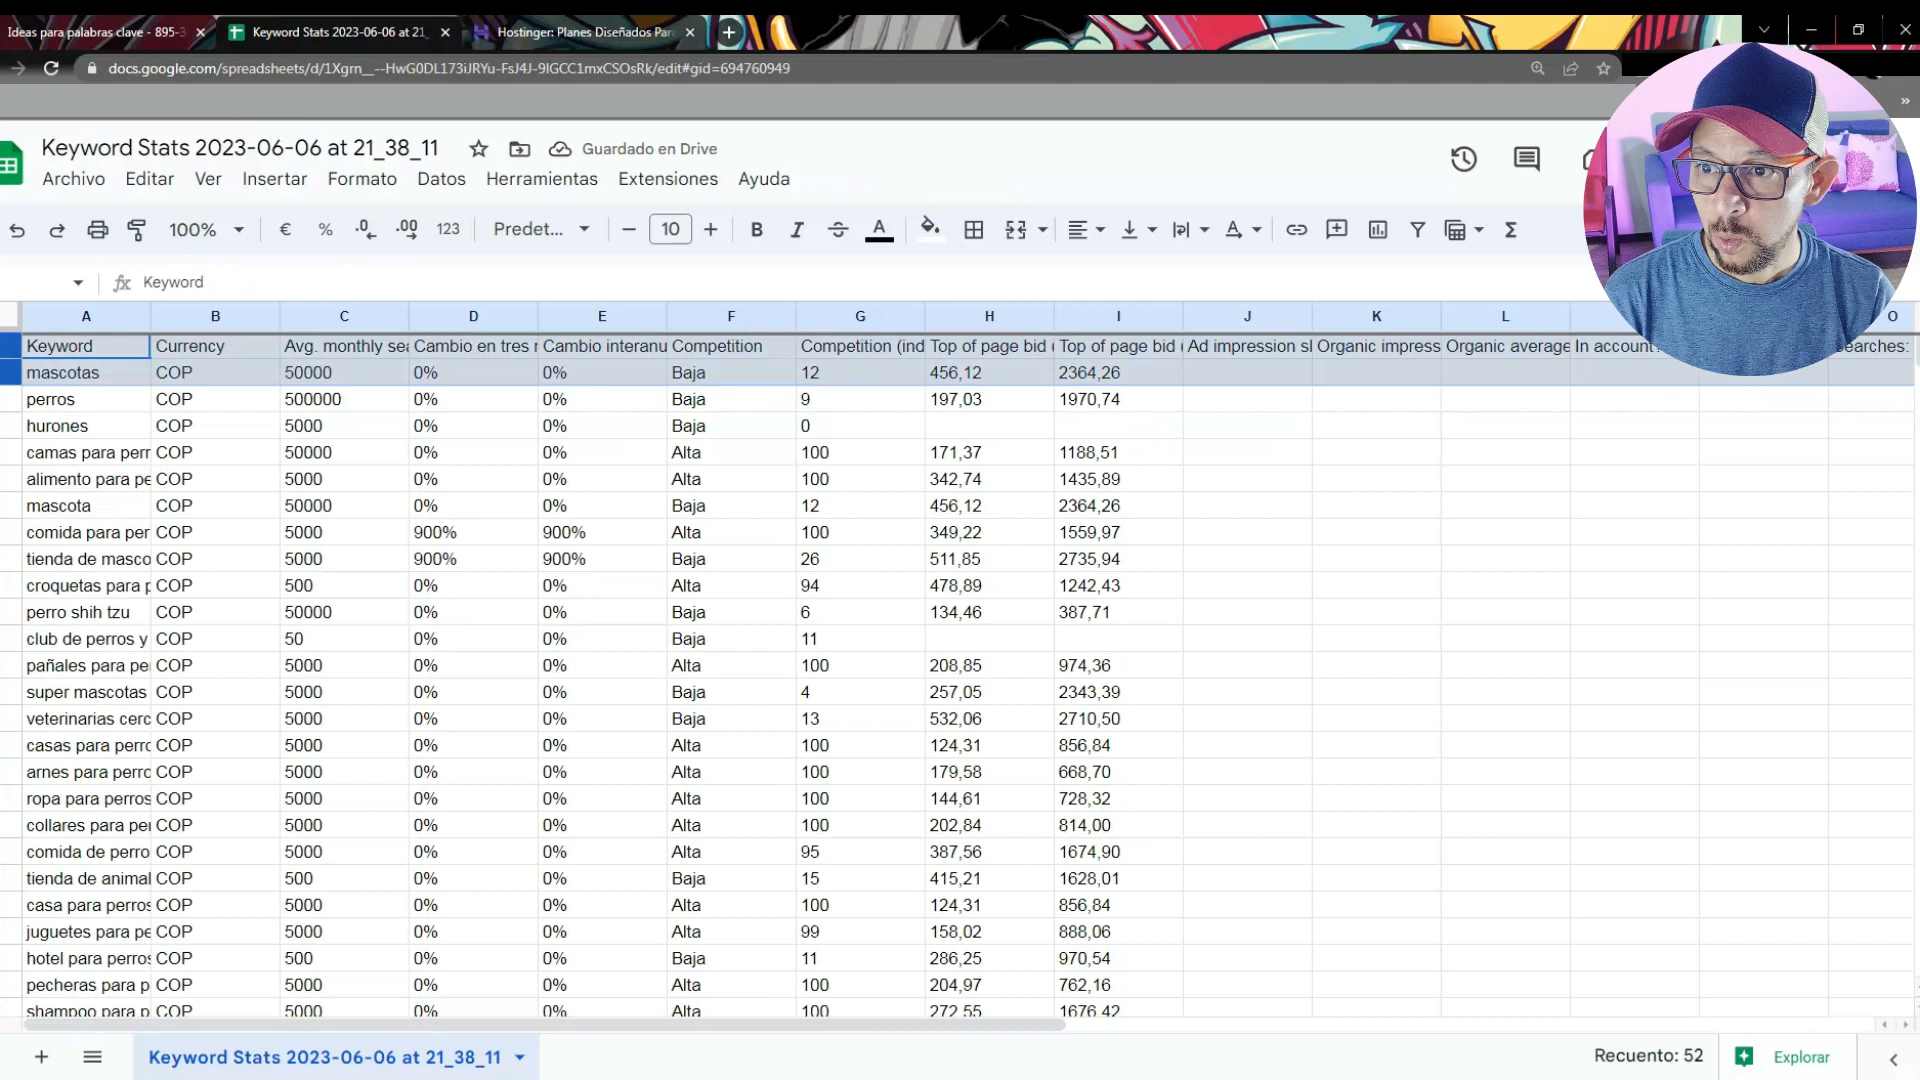 Ideas para palabras clave - 895-3
Keyword Stats 2023-06-06 at 21_
Hostinger: Planes Diseñados Par
docs.google.com/spreadsheets/d/1Xgrn__--HwG0DL173iJRYu-FsJ4J-9lGCC1mxCSOsRk/edit#gid=694760949
Keyword Stats 2023-06-06 at 21_38_11 Guardado en Drive
Archivo Editar Ver Insertar Formato Datos Herramientas Extensiones Ayuda
100% € % .0 .00 123 Predet... − 10 + B I A Σ
fx Keyword
A B C D E F G H I J K L O
Keyword Currency Avg. monthly sea Cambio en tres m Cambio interanu Competition Competition (ind Top of page bid ( Top of page bid ( Ad impression sh Organic impress Organic average In account? earches:
mascotas COP 50000 0% 0% Baja 12 456,12 2364,26
perros COP 500000 0% 0% Baja 9 197,03 1970,74
hurones COP 5000 0% 0% Baja 0
camas para perr COP 50000 0% 0% Alta 100 171,37 1188,51
alimento para pe COP 5000 0% 0% Alta 100 342,74 1435,89
mascota COP 50000 0% 0% Baja 12 456,12 2364,26
comida para per COP 5000 900% 900% Alta 100 349,22 1559,97
tienda de masco COP 5000 900% 900% Baja 26 511,85 2735,94
croquetas para p COP 500 0% 0% Alta 94 478,89 1242,43
perro shih tzu COP 50000 0% 0% Baja 6 134,46 387,71
club de perros y COP 50 0% 0% Baja 11
pañales para pe COP 5000 0% 0% Alta 100 208,85 974,36
super mascotas COP 5000 0% 0% Baja 4 257,05 2343,39
veterinarias cerc COP 5000 0% 0% Baja 13 532,06 2710,50
casas para perro COP 5000 0% 0% Alta 100 124,31 856,84
arnes para perro COP 5000 0% 0% Alta 100 179,58 668,70
ropa para perros COP 5000 0% 0% Alta 100 144,61 728,32
collares para per COP 5000 0% 0% Alta 100 202,84 814,00
comida de perro COP 5000 0% 0% Alta 95 387,56 1674,90
tienda de animal COP 500 0% 0% Baja 15 415,21 1628,01
casa para perros COP 5000 0% 0% Alta 100 124,31 856,84
juguetes para pe COP 5000 0% 0% Alta 99 158,02 888,06
hotel para perros COP 500 0% 0% Baja 11 286,25 970,54
pecheras para p COP 5000 0% 0% Alta 100 204,97 762,16
shampoo para p COP 5000 0% 0% Alta 100 272,55 1676,42
Keyword Stats 2023-06-06 at 21_38_11 Recuento: 52 Explorar